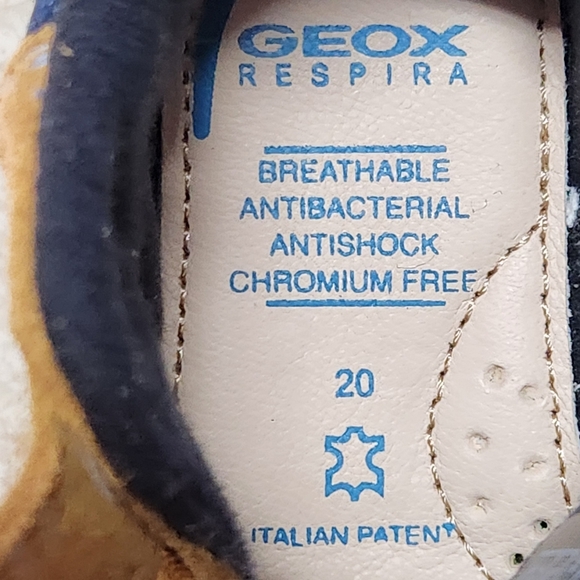 GEOX
RESPIRA
BREATHABLE
ANTIBACTERIAL
ANTISHOCK
CHROMIUM FREE
20
ITALIAN PATENT